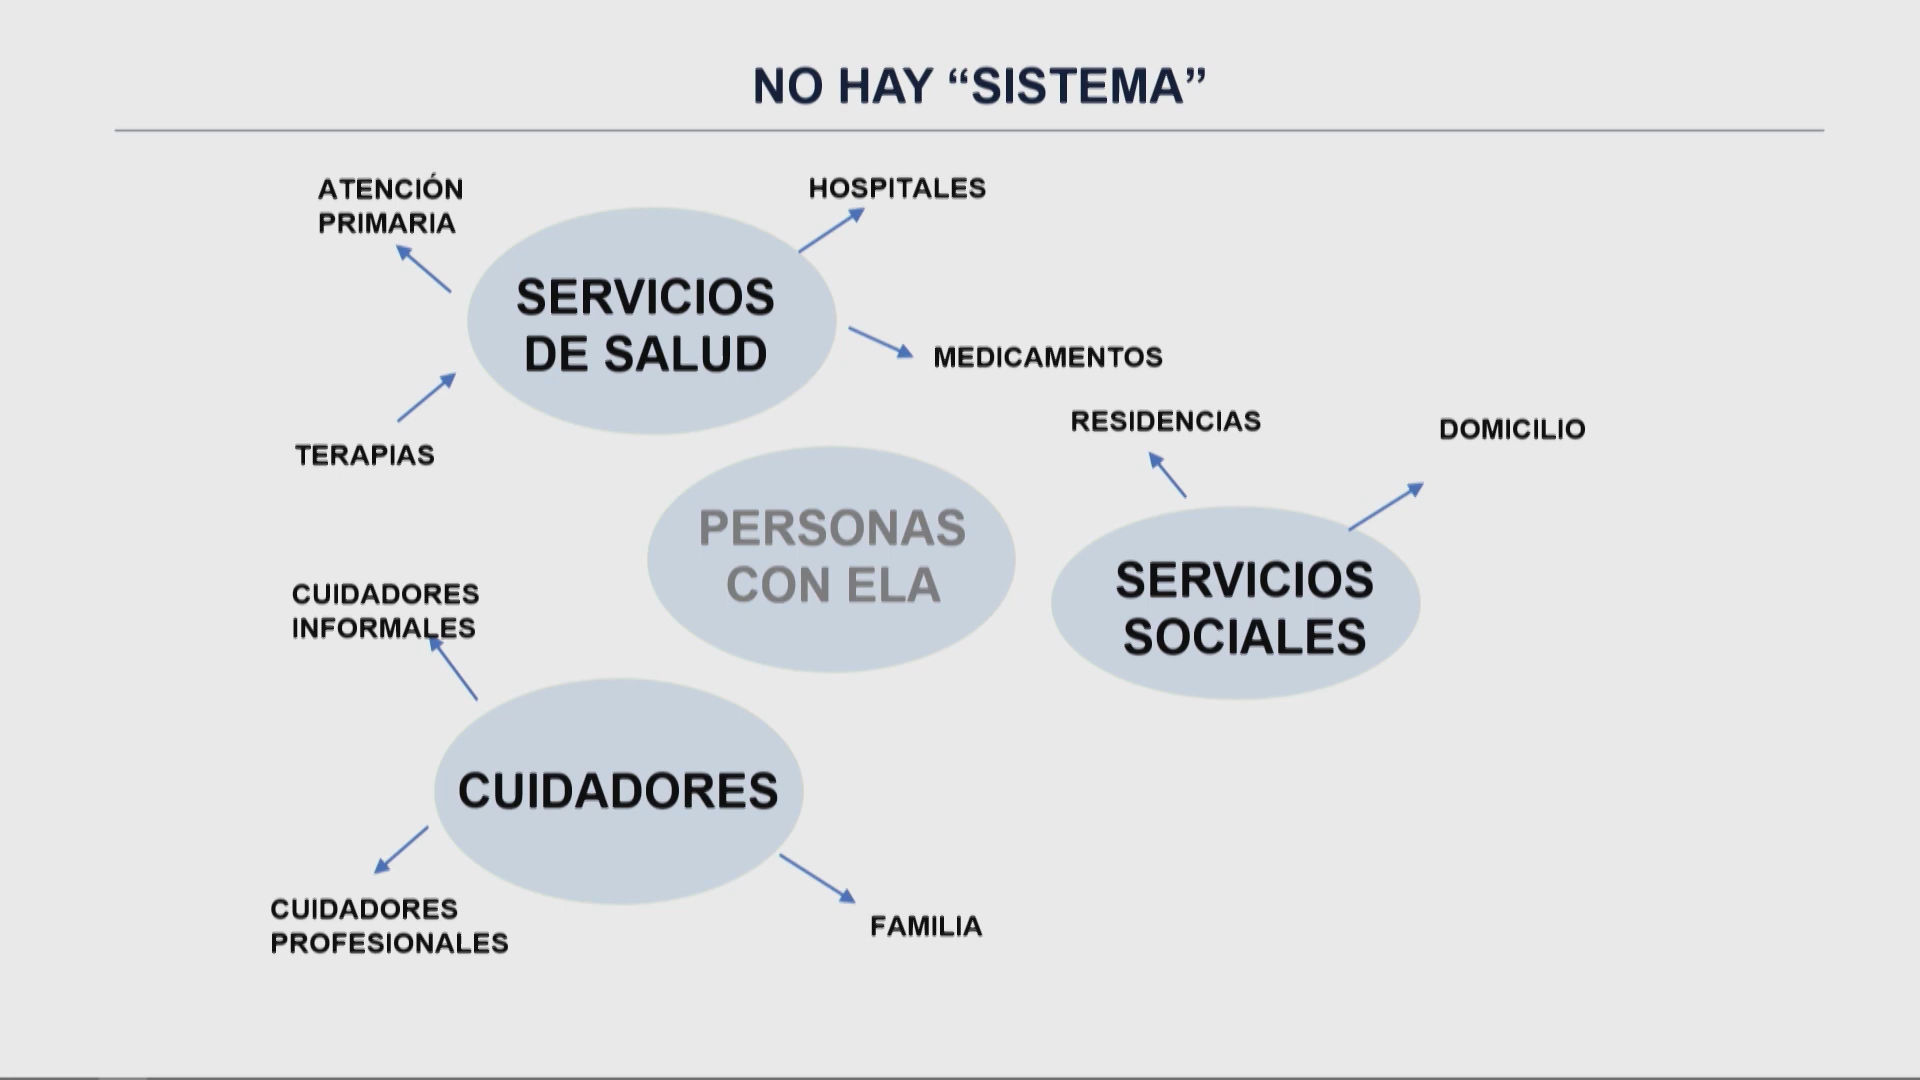 NO HAY “SISTEMA”
ATENCIÓN
PRIMARIA
HOSPITALES
SERVICIOS
DE SALUD
MEDICAMENTOS
TERAPIAS
RESIDENCIAS
DOMICILIO
PERSONAS
CON ELA
SERVICIOS
SOCIALES
CUIDADORES
INFORMALES
CUIDADORES
CUIDADORES
PROFESIONALES
FAMILIA